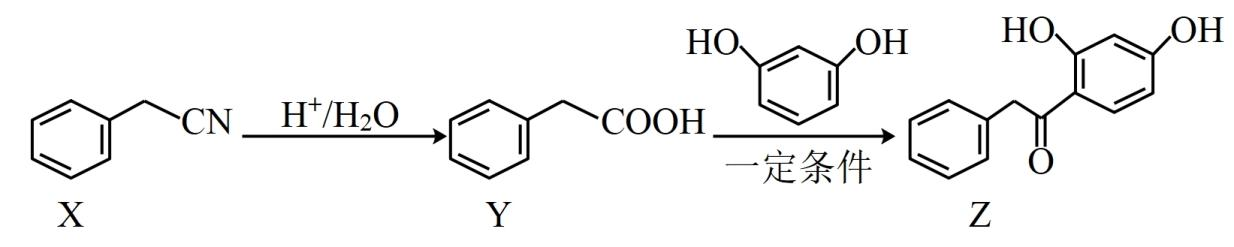 CN
X
H⁺/H₂O
COOH
Y
HO OH
一定条件
HO OH
O
Z